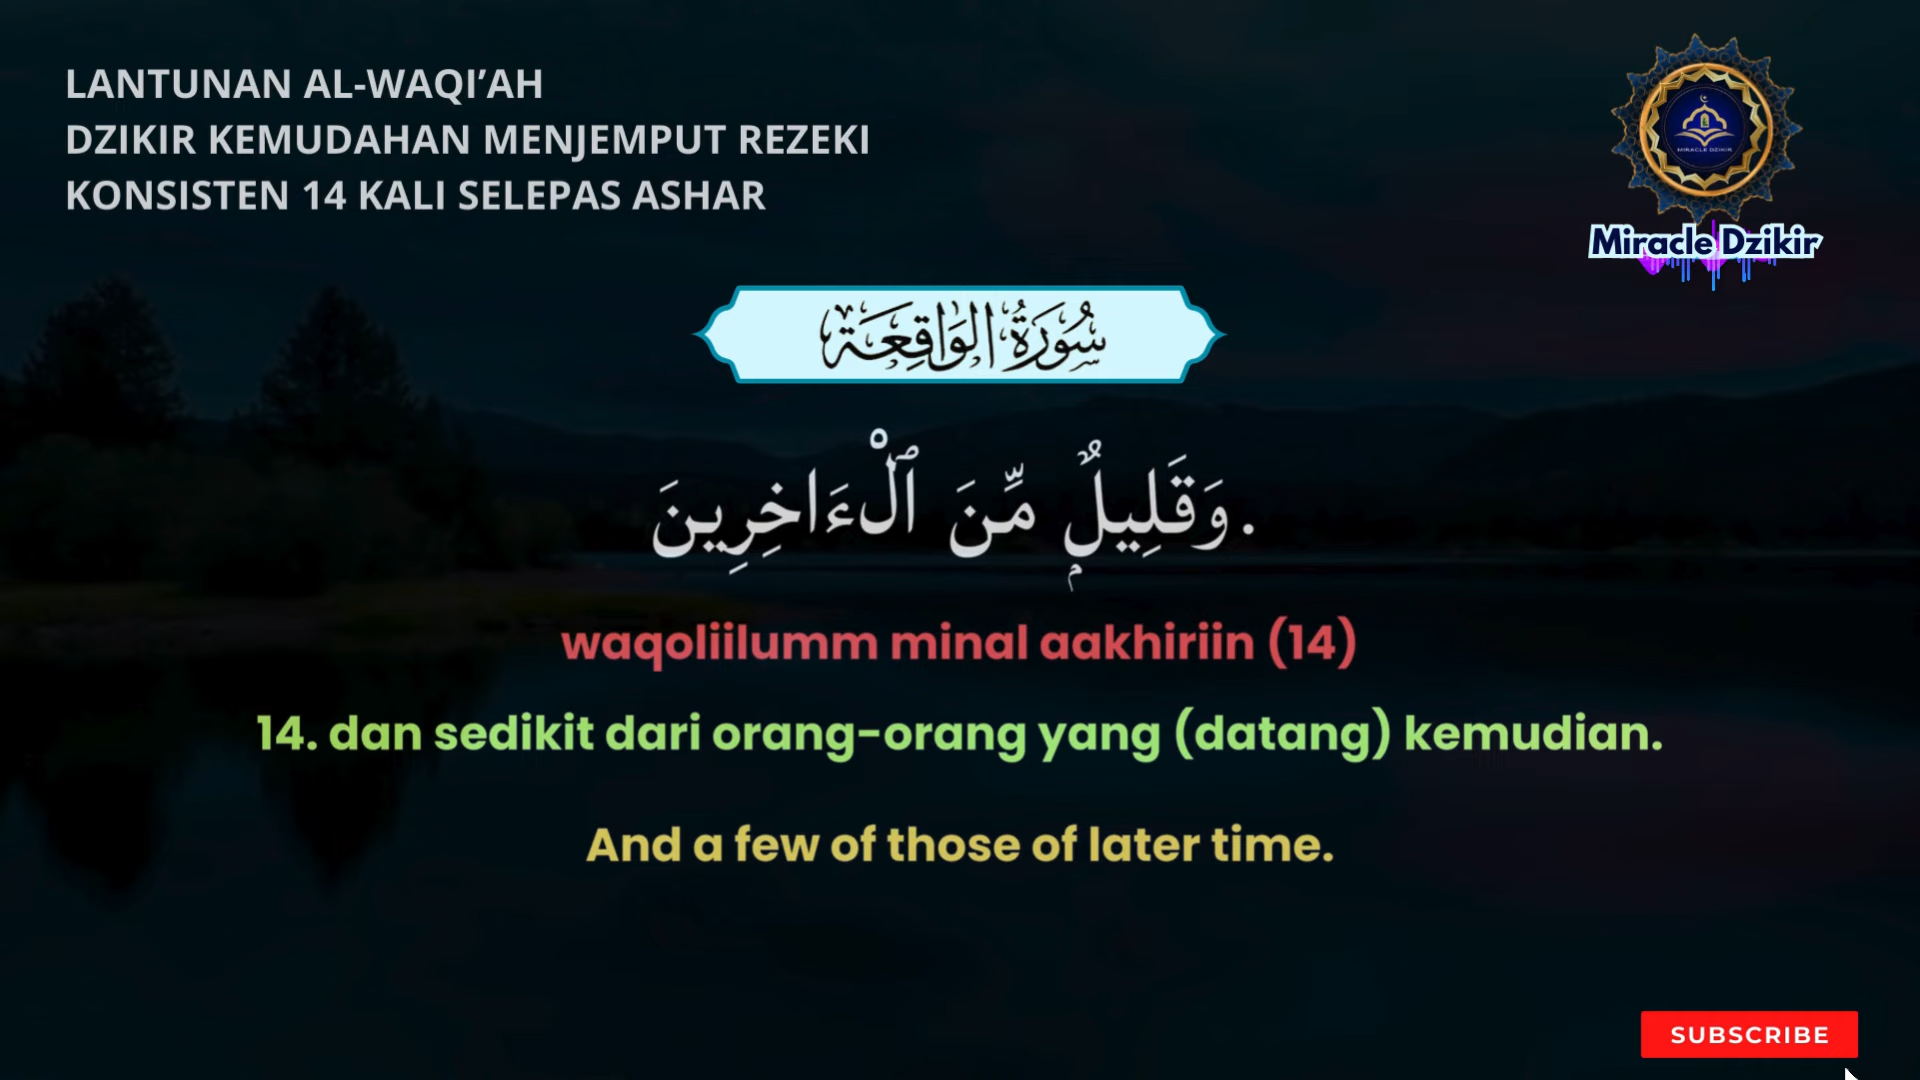 LANTUNAN AL-WAQI’AH
DZIKIR KEMUDAHAN MENJEMPUT REZEKI
KONSISTEN 14 KALI SELEPAS ASHAR
MIRACLE DZIKIR
Miracle Dzikir
سُورَةُ الوَاقِعَة
وَقَلِيلٌۭ مِّنَ ٱلْءَاخِرِينَ.
waqoliilumm minal aakhiriin (14)
14. dan sedikit dari orang-orang yang (datang) kemudian.
And a few of those of later time.
SUBSCRIBE